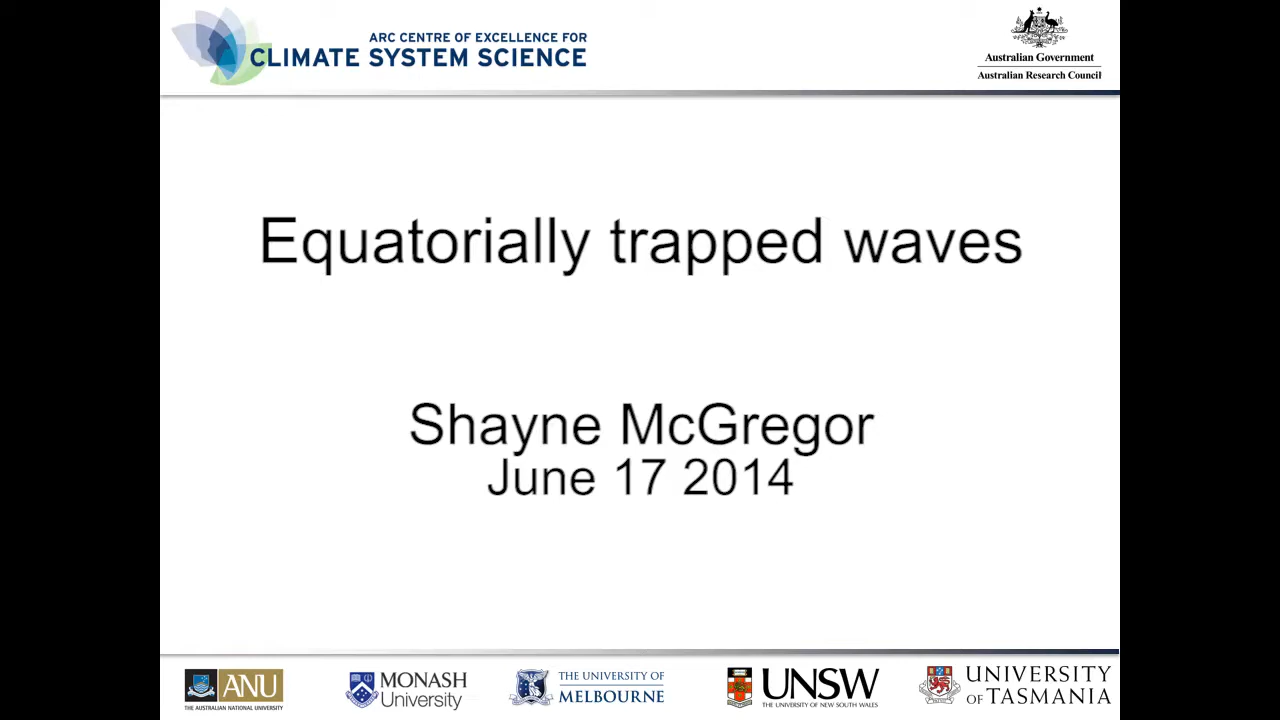 ARC CENTRE OF EXCELLENCE FOR
CLIMATE SYSTEM SCIENCE
Australian Government
Australian Research Council
Equatorially trapped waves
Shayne McGregor
June 17 2014
ANU
THE AUSTRALIAN NATIONAL UNIVERSITY
MONASH
University
THE UNIVERSITY OF
MELBOURNE
UNSW
THE UNIVERSITY OF NEW SOUTH WALES
UNIVERSITY
OF TASMANIA